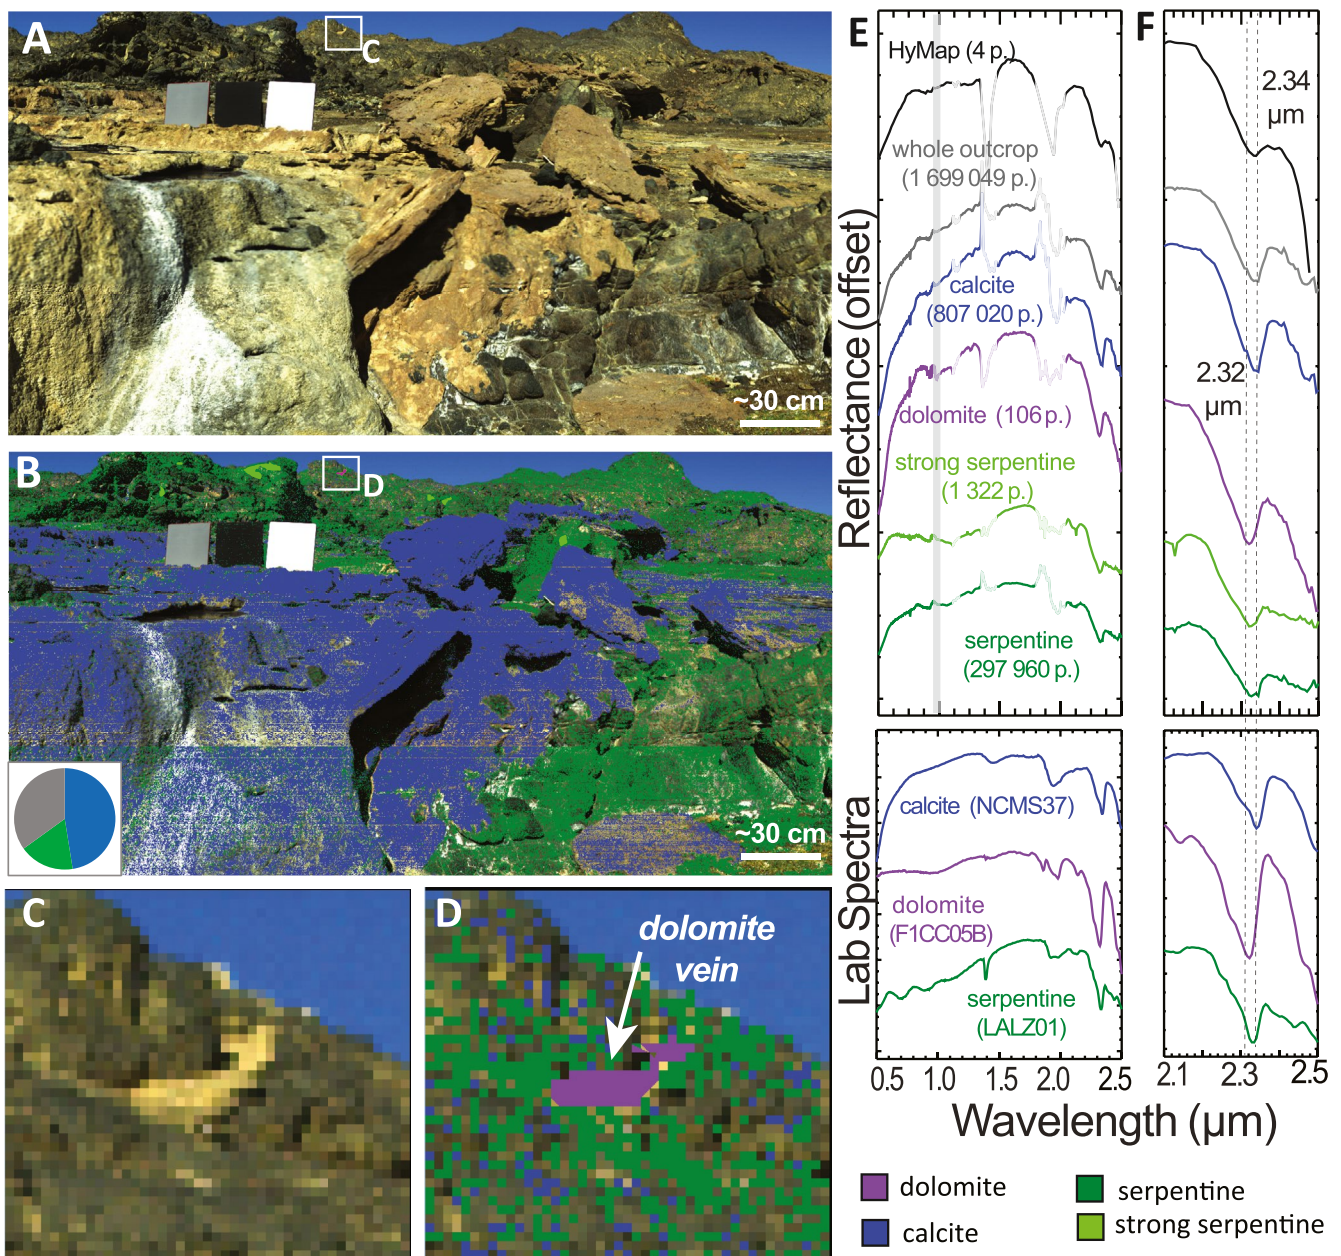 A
C
~30 cm
B
D
~30 cm
C
D
dolomite
vein
E
HyMap (4 p.)
whole outcrop
(1 699 049 p.)
calcite
(807 020 p.)
dolomite (106 p.)
strong serpentine
(1 322 p.)
serpentine
(297 960 p.)
Reflectance (offset)
F
2.34
µm
2.32
µm
calcite (NCMS37)
dolomite
(F1CC05B)
serpentine
(LALZ01)
Lab Spectra
0.5 1.0 1.5 2.0 2.5
2.1 2.3 2.5
Wavelength (µm)
dolomite
serpentine
calcite
strong serpentine